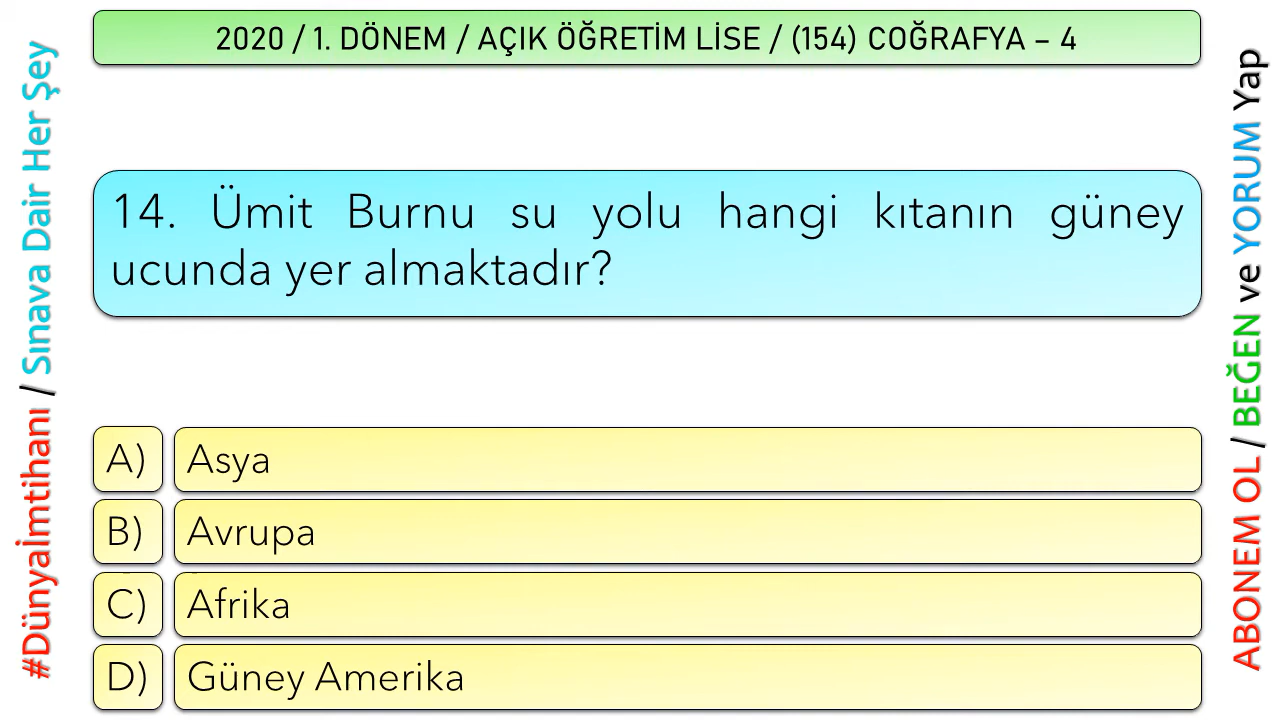 2020 / 1. DÖNEM / AÇIK ÖĞRETİM LİSE / (154) COĞRAFYA – 4
#Dünyaİmtihanı / Sınava Dair Her Şey
14. Ümit Burnu su yolu hangi kıtanın güney
ucunda yer almaktadır?
A) Asya
B) Avrupa
C) Afrika
D) Güney Amerika
ABONEM OL / BEĞEN ve YORUM Yap